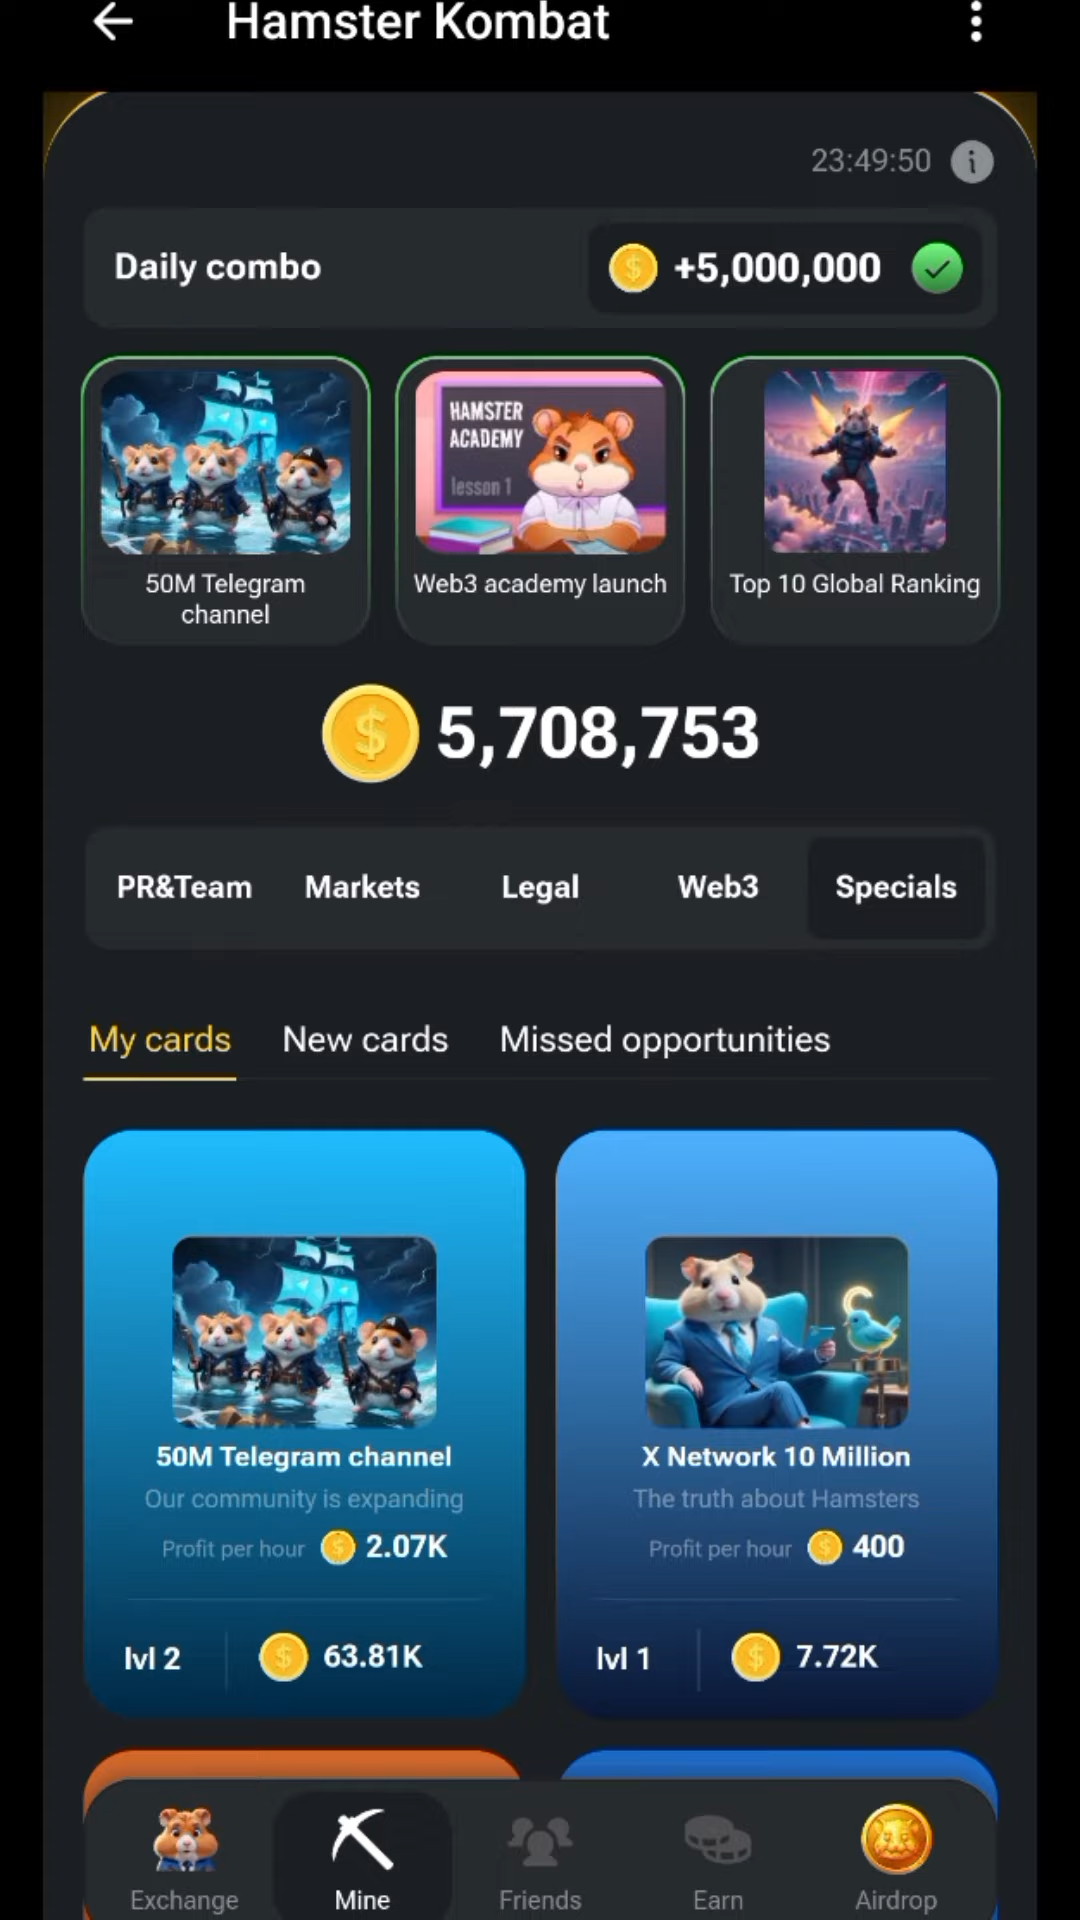 Hamster Kombat
23:49:50
Daily combo
+5,000,000
HAMSTER
ACADEMY
lesson 1
50M Telegram
channel
Web3 academy launch
Top 10 Global Ranking
5,708,753
PR&Team
Markets
Legal
Web3
Specials
My cards
New cards
Missed opportunities
50M Telegram channel
Our community is expanding
Profit per hour 2.07K
lvl 2
63.81K
X Network 10 Million
The truth about Hamsters
Profit per hour 400
lvl 1
7.72K
Exchange
Mine
Friends
Earn
Airdrop